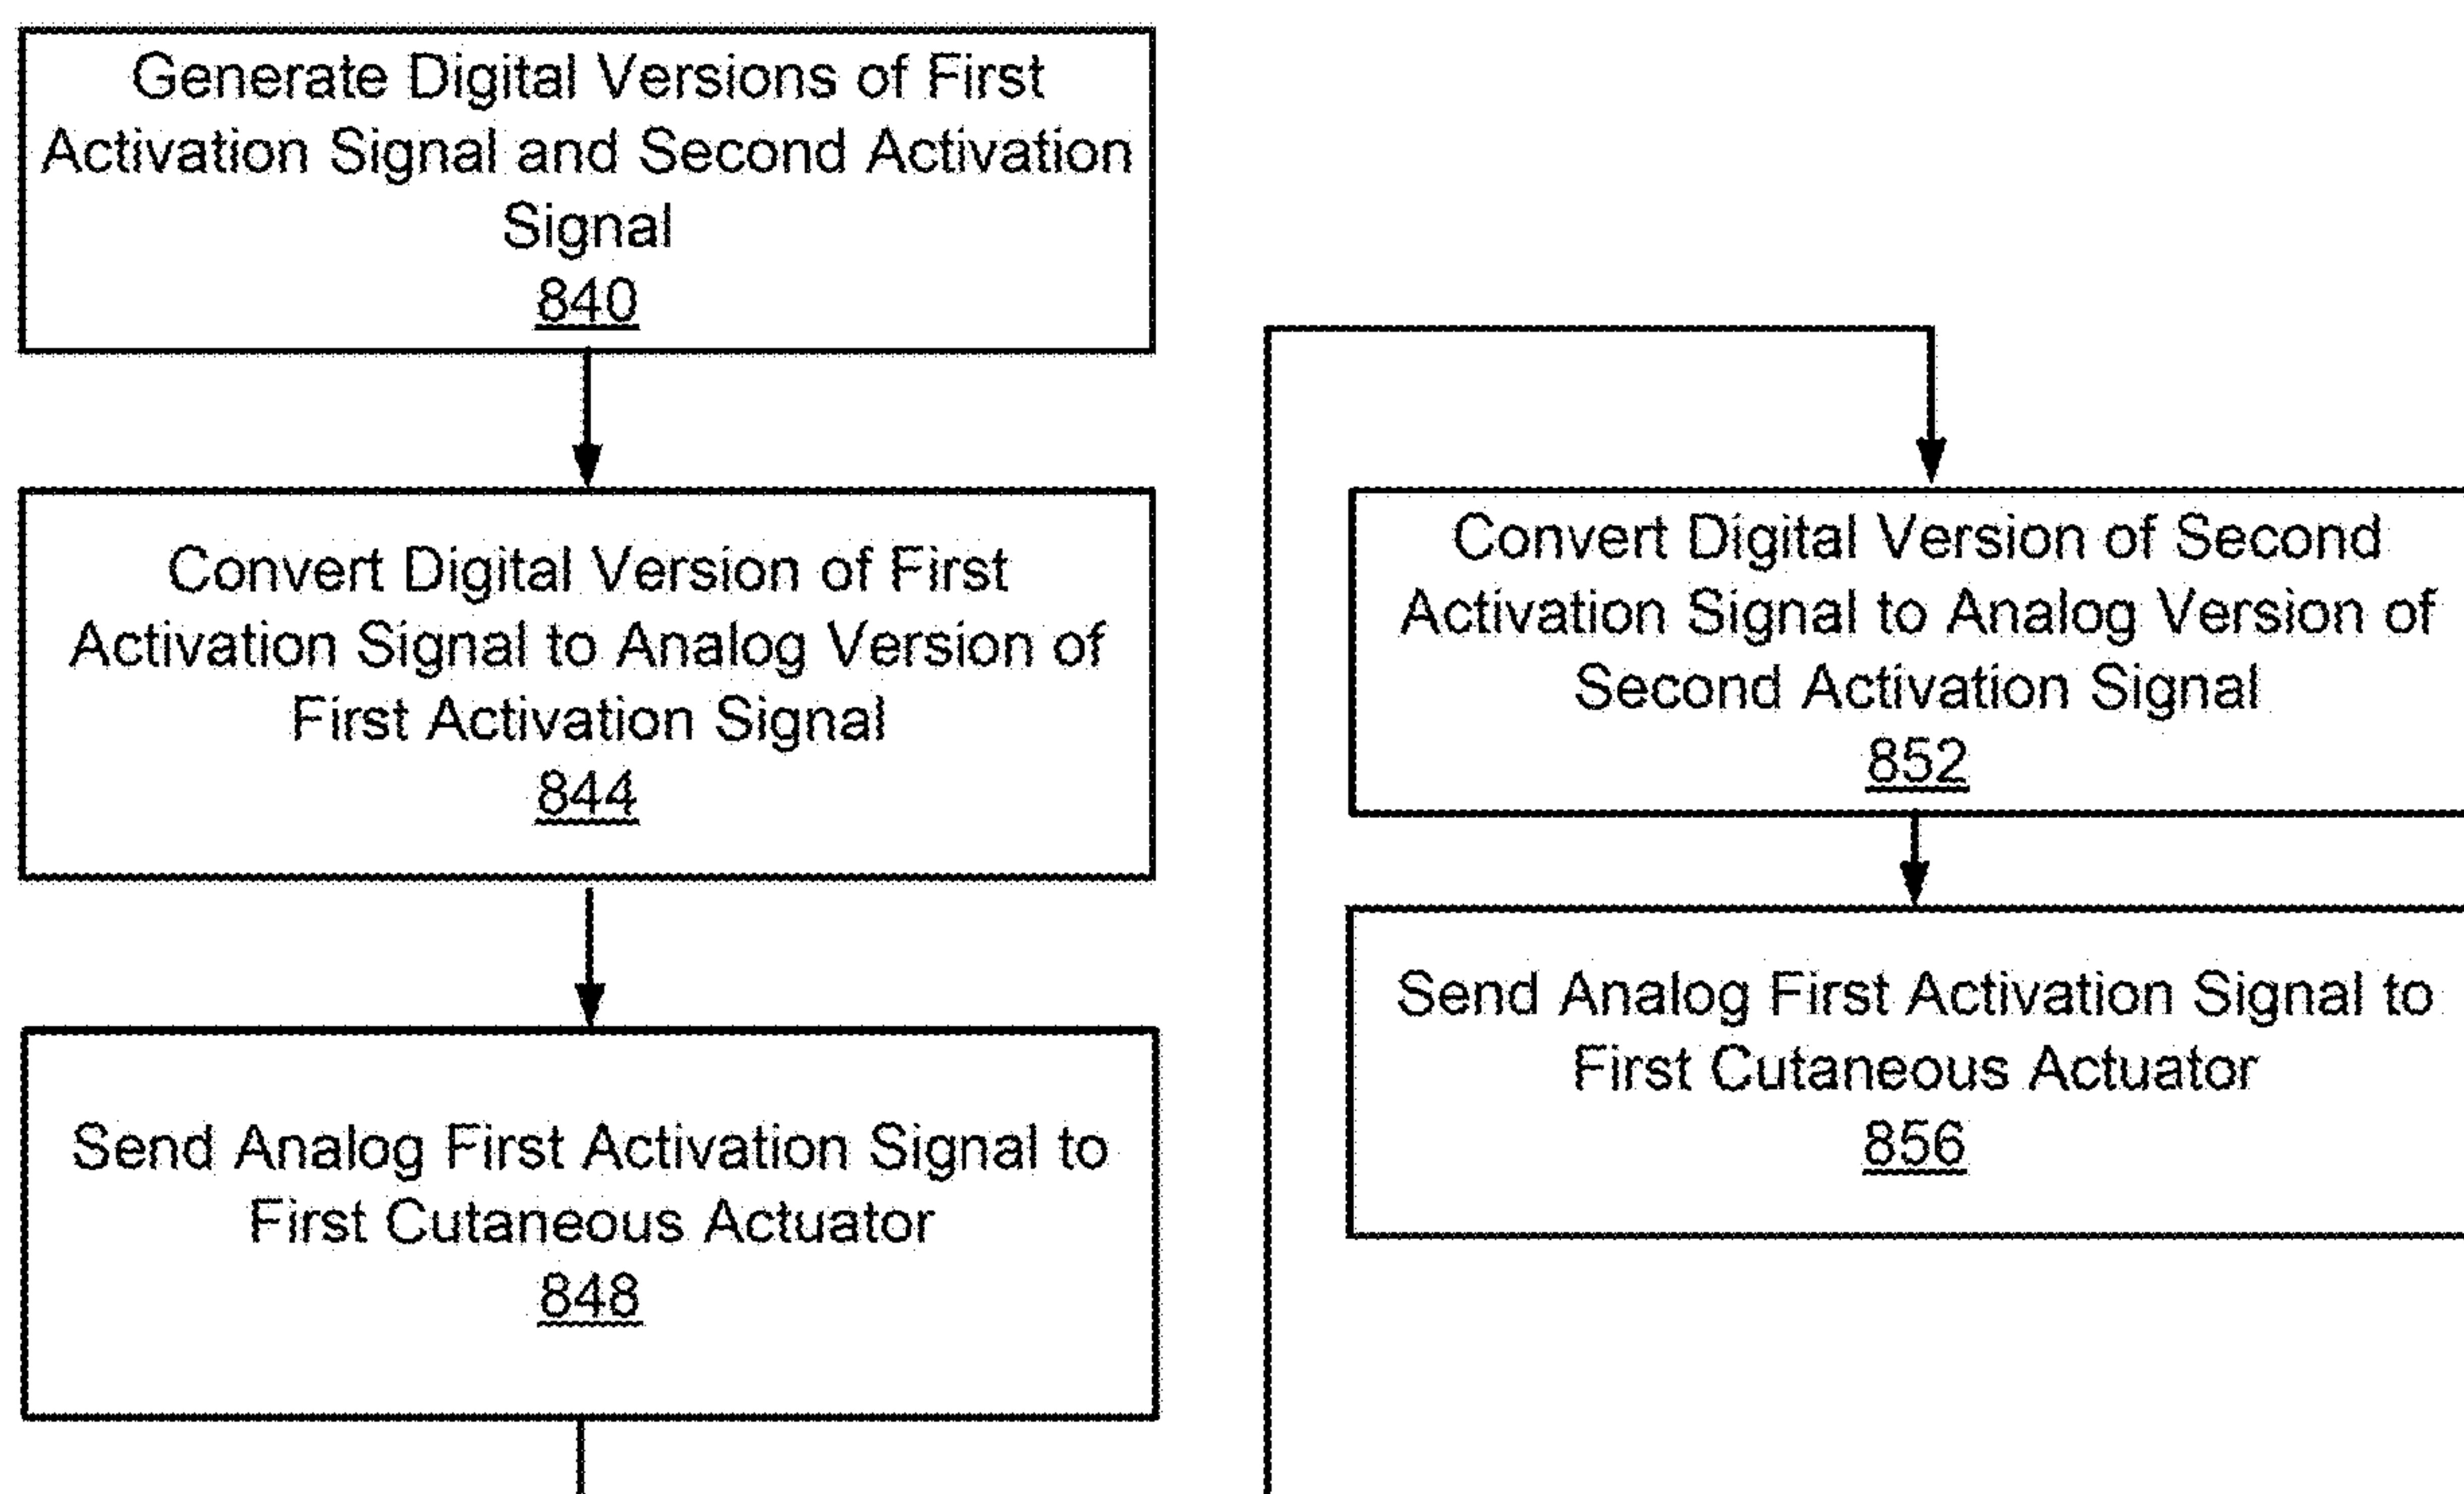 Generate Digital Versions of First
Activation Signal and Second Activation
Signal
840
Convert Digital Version of First
Activation Signal to Analog Version of
First Activation Signal
844
Send Analog First Activation Signal to
First Cutaneous Actuator
848
Convert Digital Version of Second
Activation Signal to Analog Version of
Second Activation Signal
852
Send Analog First Activation Signal to
First Cutaneous Actuator
856